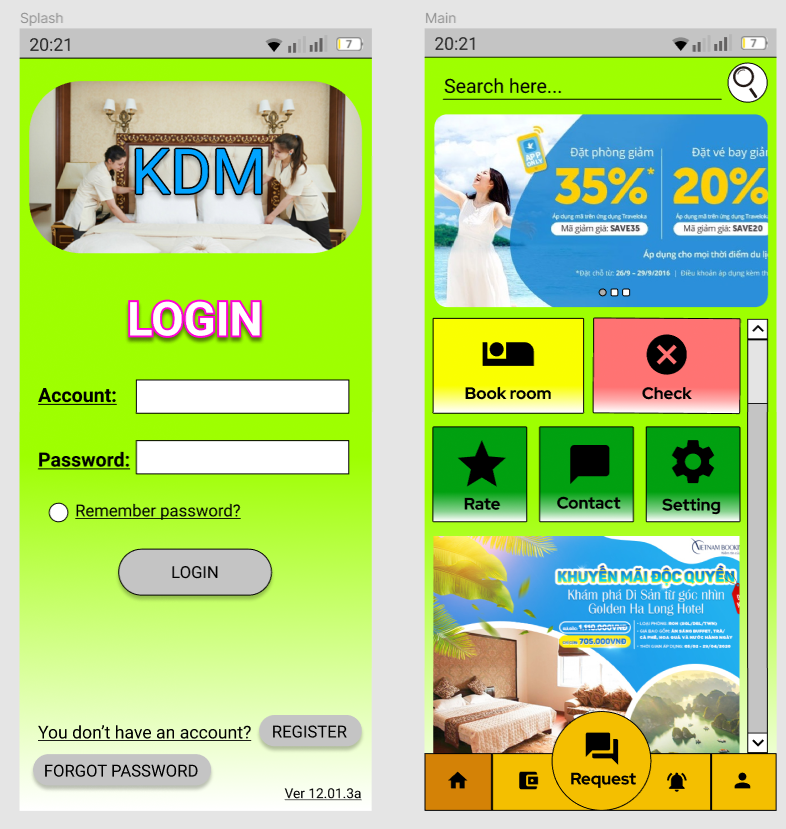 Splash
20:21
7
KDM
LOGIN
Account:
Password:
Remember password?
LOGIN
You don't have an account?
REGISTER
FORGOT PASSWORD
Ver 12.01.3a
Main
20:21
7
Search here...
APP ONLY
Đặt phòng giảm
35%*
Áp dụng mã trên ứng dụng Traveloka
Mã giảm giá: SAVE35
Đặt vé bay giảm
20%
Áp dụng mã trên ứng dụng Traveloka
Mã giảm giá: SAVE20
Áp dụng cho mọi thời điểm du lị
*Đặt chỗ từ: 26/9 – 29/9/2016 | Điều khoản áp dụng kèm th
Book room
Check
Rate
Contact
Setting
VIETNAM BOOKI
KHUYẾN MÃI ĐỘC QUYỀN
Khám phá Di Sản từ góc nhìn
Golden Ha Long Hotel
1.110.000VNĐ
705.000VNĐ
Request